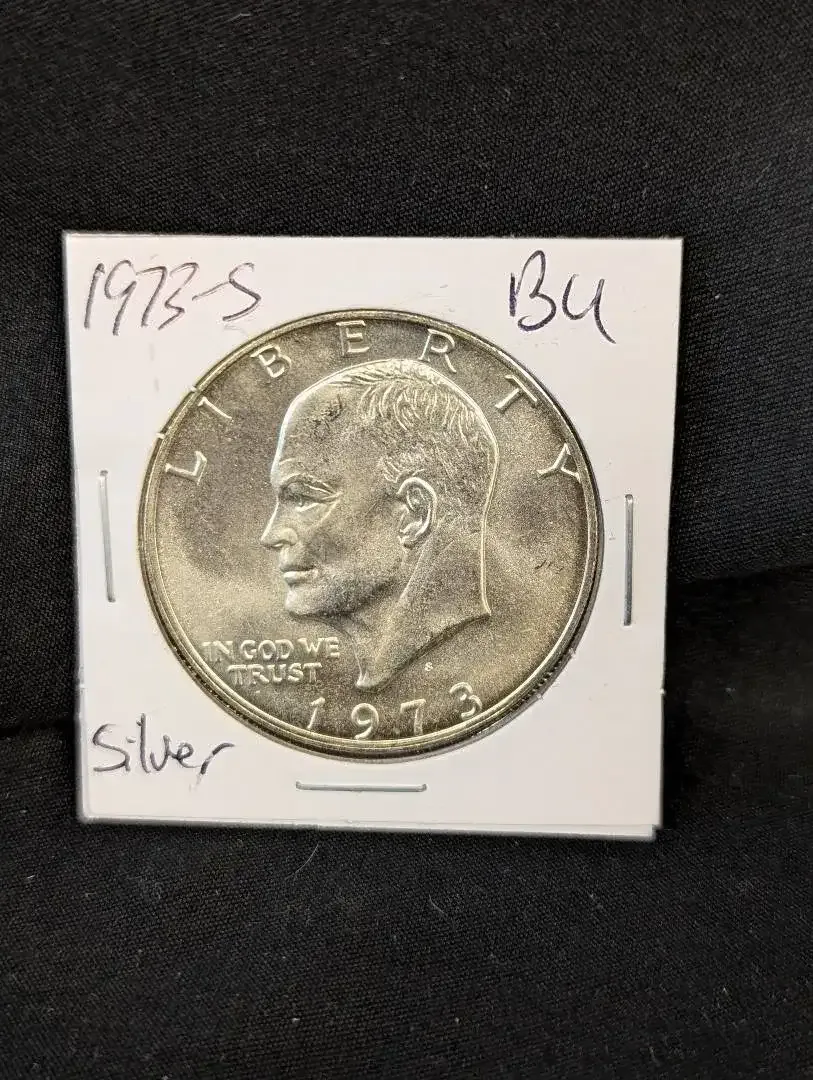 1973-S
BU
LIBERTY
IN GOD WE
TRUST
S
1973
Silver